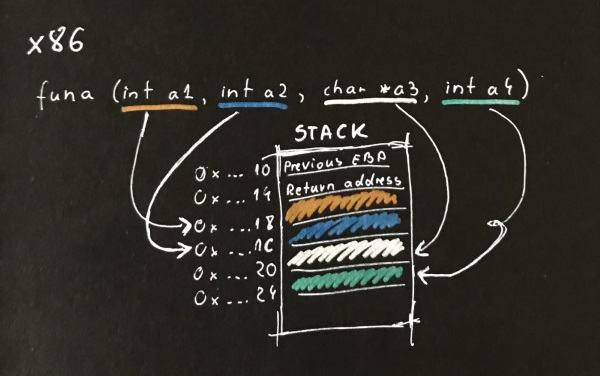 x86
funa (int a1, int a2, char *a3, int a4)
STACK
0x ... 10 Previous EBP
0x ... 14 Return address
0x ... 18
0x ... 1C
0x ... 20
0x ... 24